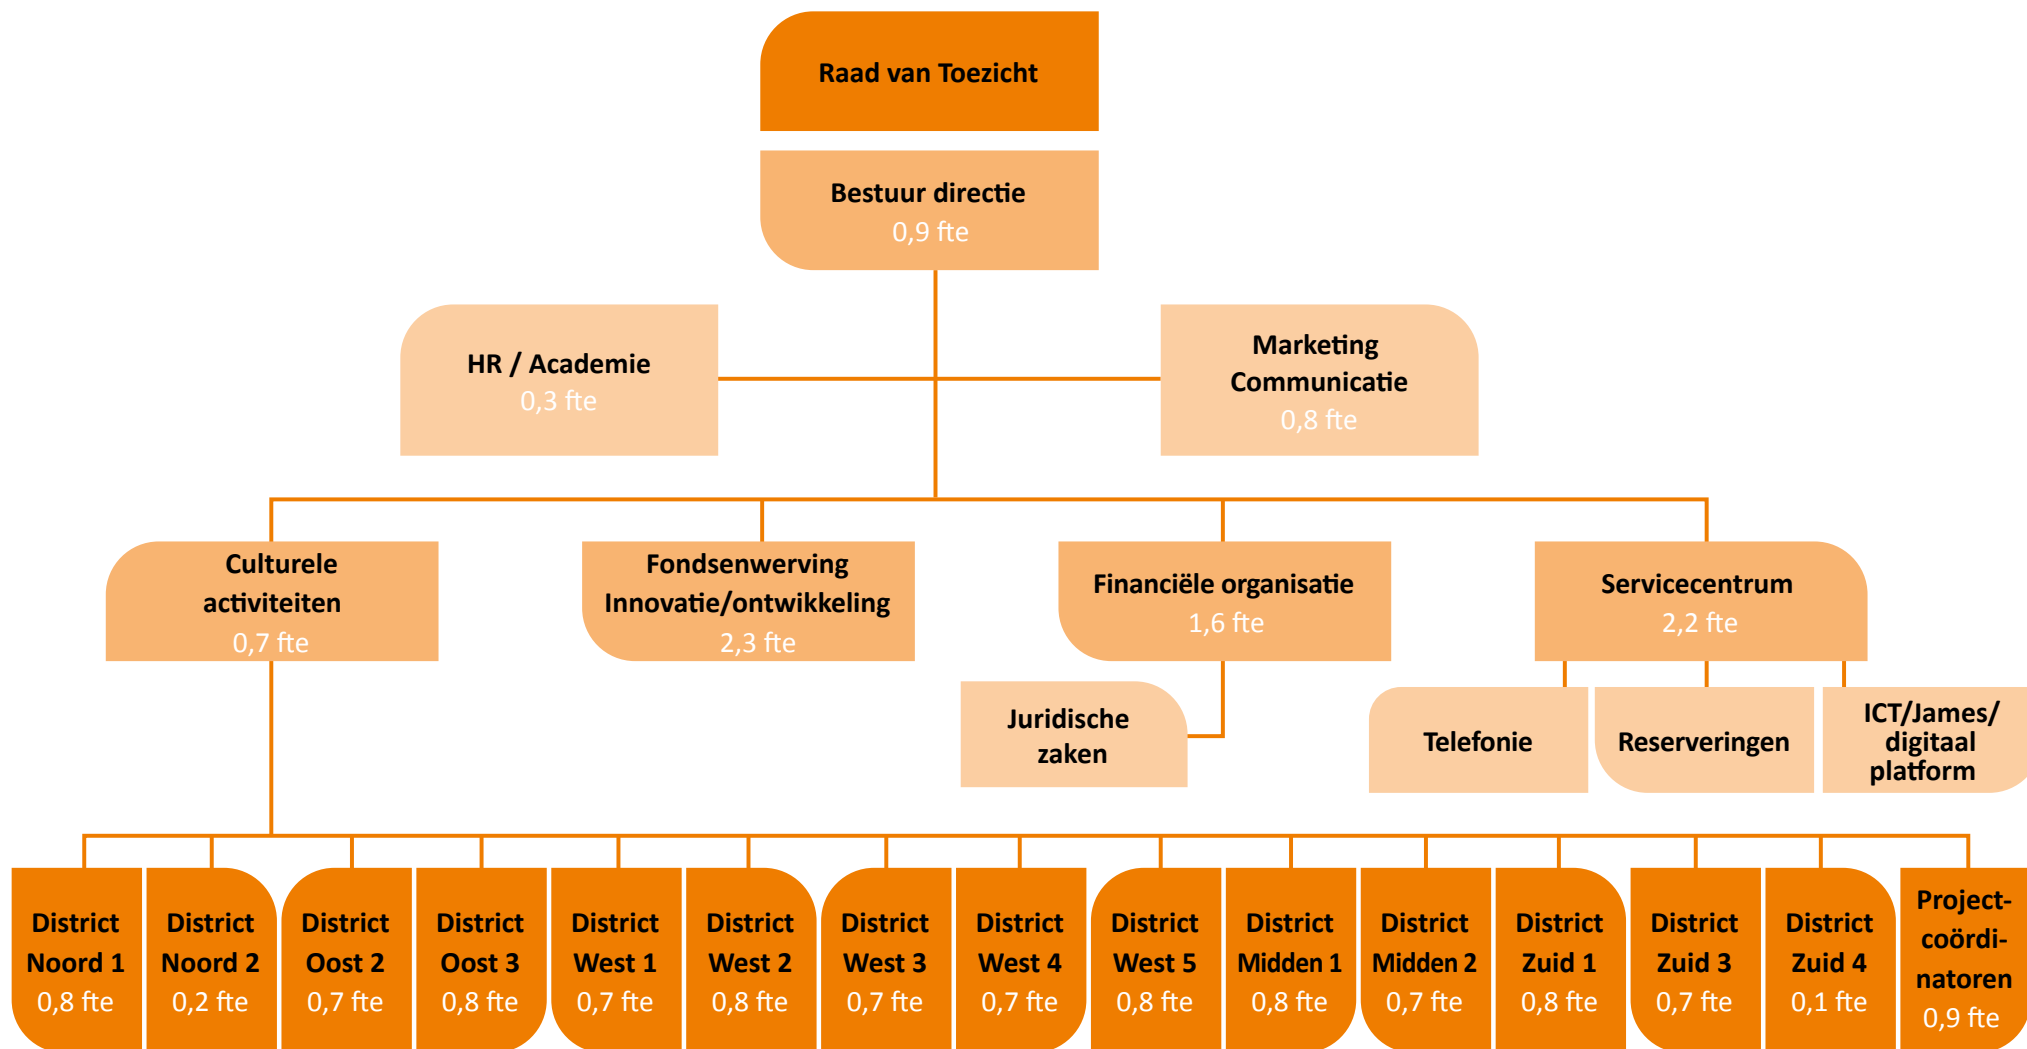 Raad van Toezicht
Bestuur directie
0,9 fte
HR / Academie
0,3 fte
Marketing
Communicatie
0,8 fte
Culturele
activiteiten
0,7 fte
Fondsenwerving
Innovatie/ontwikkeling
2,3 fte
Financiële organisatie
1,6 fte
Servicecentrum
2,2 fte
Juridische
zaken
Telefonie
Reserveringen
ICT/James/
digitaal
platform
District
Noord 1
0,8 fte
District
Noord 2
0,2 fte
District
Oost 2
0,7 fte
District
Oost 3
0,8 fte
District
West 1
0,7 fte
District
West 2
0,8 fte
District
West 3
0,7 fte
District
West 4
0,7 fte
District
West 5
0,8 fte
District
Midden 1
0,8 fte
District
Midden 2
0,7 fte
District
Zuid 1
0,8 fte
District
Zuid 3
0,7 fte
District
Zuid 4
0,1 fte
Project-
coördi-
natoren
0,9 fte